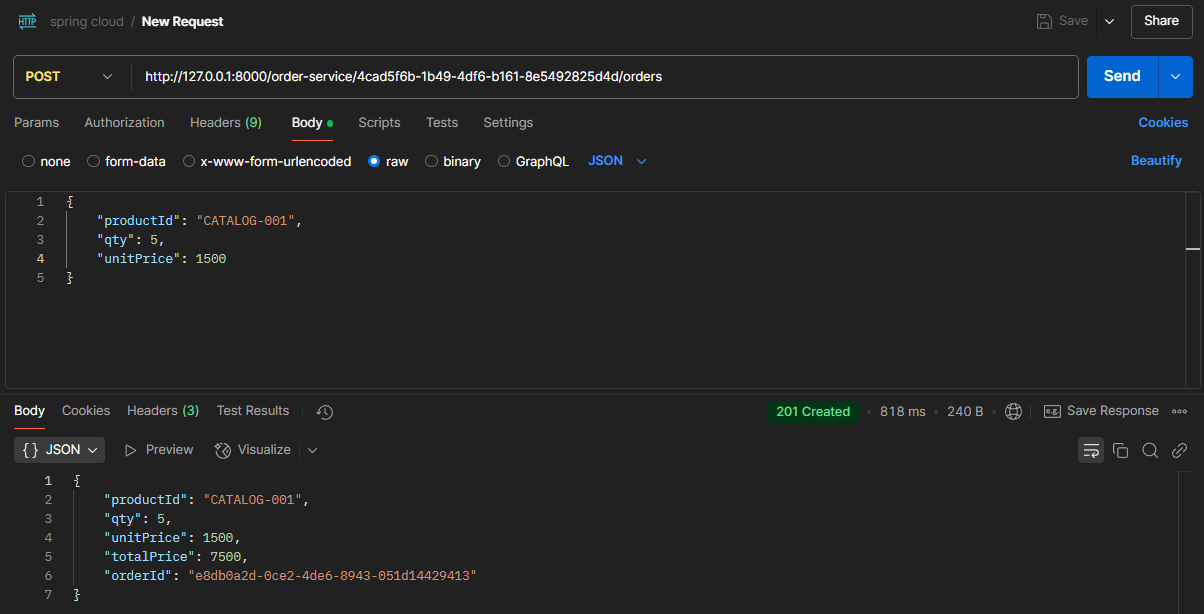 HTTP spring cloud / New Request Save Share
POST http://127.0.0.1:8000/order-service/4cad5f6b-1b49-4df6-b161-8e5492825d4d/orders Send
Params Authorization Headers (9) Body Scripts Tests Settings Cookies
none form-data x-www-form-urlencoded raw binary GraphQL JSON Beautify
1 {
2 "productId": "CATALOG-001",
3 "qty": 5,
4 "unitPrice": 1500
5 }
Body Cookies Headers (3) Test Results 201 Created 818 ms 240 B e.g. Save Response
{} JSON Preview Visualize
1 {
2 "productId": "CATALOG-001",
3 "qty": 5,
4 "unitPrice": 1500,
5 "totalPrice": 7500,
6 "orderId": "e8db0a2d-0ce2-4de6-8943-051d14429413"
7 }